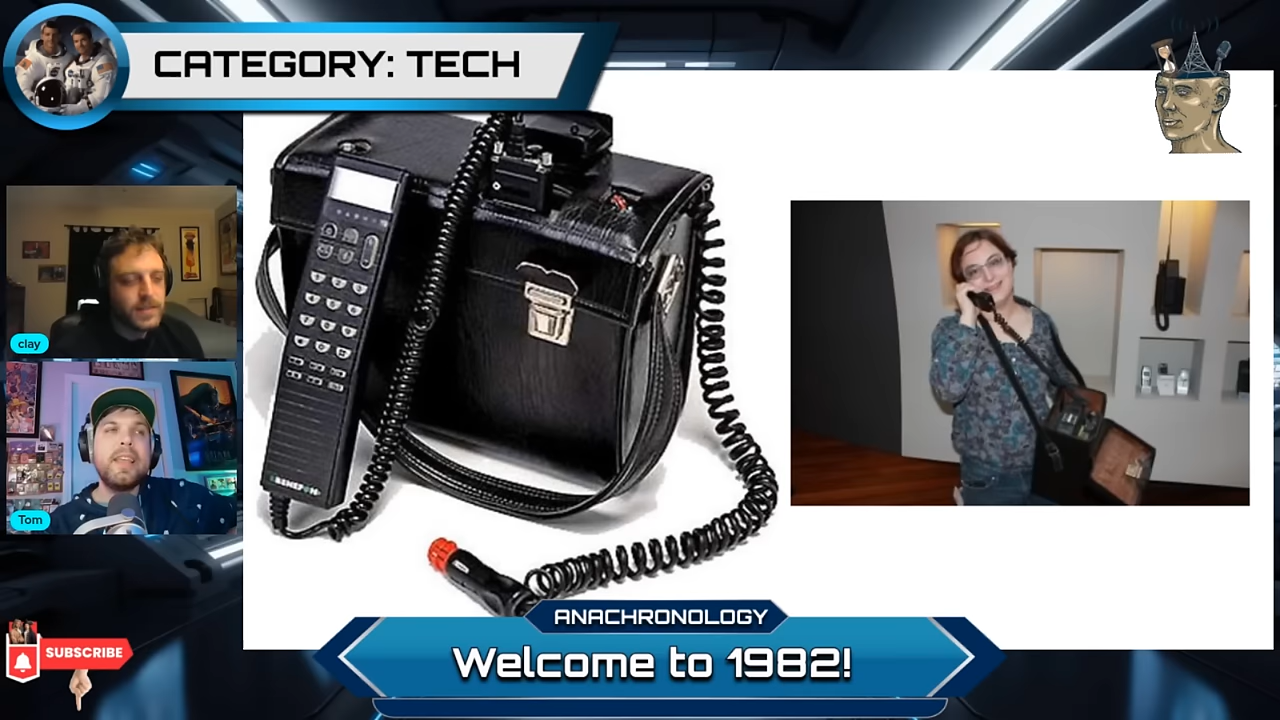 CATEGORY: TECH
clay
Tom
SUBSCRIBE
ANACHRONOLOGY
Welcome to 1982!